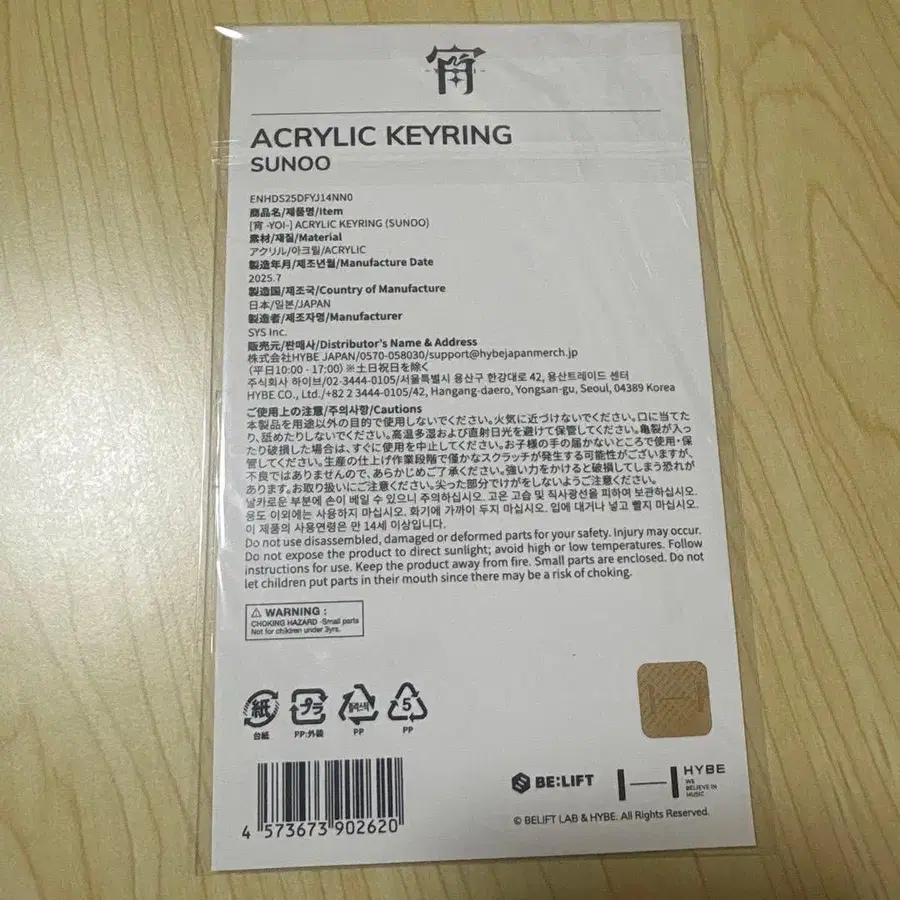 宵
ACRYLIC KEYRING
SUNOO
ENHDS25DFYJ14NN0
商品名/제품명/Item
[宵 -YOI-] ACRYLIC KEYRING (SUNOO)
素材/재질/Material
アクリル/아크릴/ACRYLIC
製造年月/제조년월/Manufacture Date
2025.7
製造国/제조국/Country of Manufacture
日本/일본/JAPAN
製造者/제조자명/Manufacturer
SYS Inc.
販売元/판매사/Distributor's Name & Address
株式会社HYBE JAPAN/0570-058030/support@hybejapanmerch.jp
(平日10:00 - 17:00) ※土日祝日を除く
주식회사 하이브/02-3444-0105/서울특별시 용산구 한강대로 42, 용산트레이드 센터
HYBE CO., Ltd./+82 2 3444-0105/42, Hangang-daero, Yongsan-gu, Seoul, 04389 Korea
ご使用上の注意/주의사항/Cautions
本製品を用途以外の目的で使用しないでください。火気に近づけないでください。口に当てた
り、舐めたりしないでください。高温多湿および直射日光を避けて保管してください。亀裂が入っ
たり破損した場合は、すぐに使用を中止してください。お子様の手の届かないところで使用・保
管してください。生産の仕上げ作業段階で僅かなスクラッチが発生する可能性がございますが、
不良ではありませんので、あらかじめご了承ください。強い力をかけると破損してしまう恐れが
あります。お取り扱いにご注意ください。尖った部分でけがをしないようご注意ください。
날카로운 부분에 손이 베일 수 있으니 주의하십시오. 고온 고습 및 직사광선을 피하여 보관하십시오.
용도 이외에는 사용하지 마십시오. 화기에 가까이 두지 마십시오. 입에 대거나 넣고 빨지 마십시오.
이 제품의 사용연령은 만 14세 이상입니다.
Do not use disassembled, damaged or deformed parts for your safety. Injury may occur.
Do not expose the product to direct sunlight; avoid high or low temperatures. Follow
instructions for use. Keep the product away from fire. Small parts are enclosed. Do not
let children put parts in their mouth since there may be a risk of choking.
⚠ WARNING :
CHOKING HAZARD -Small parts
Not for children under 3yrs.
紙 プラ 플라스틱 5
台紙 PP:外装 PP PP
4 573673 902620
BE:LIFT
HYBE
WE
BELIEVE IN
MUSIC
© BELIFT LAB & HYBE. All Rights Reserved.